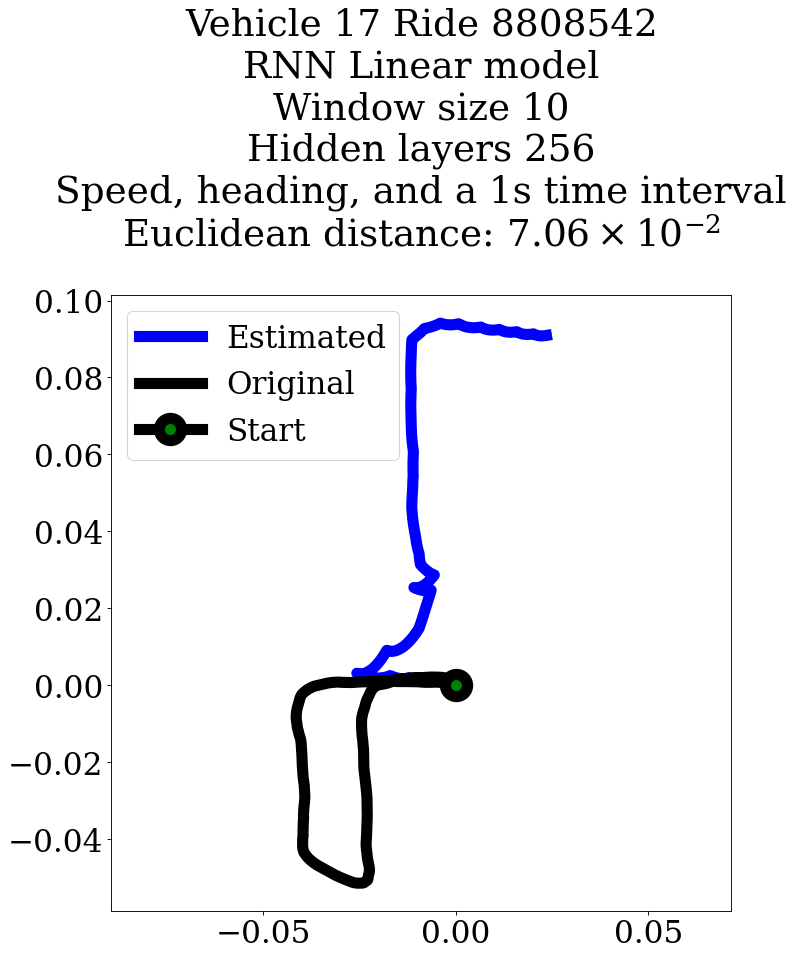 Vehicle 17 Ride 8808542
RNN Linear model
Window size 10
Hidden layers 256
Speed, heading, and a 1s time interval
Euclidean distance: 7.06 × 10⁻²
0.10
0.08
0.06
0.04
0.02
0.00
−0.02
−0.04
Estimated
Original
Start
−0.05
0.00
0.05